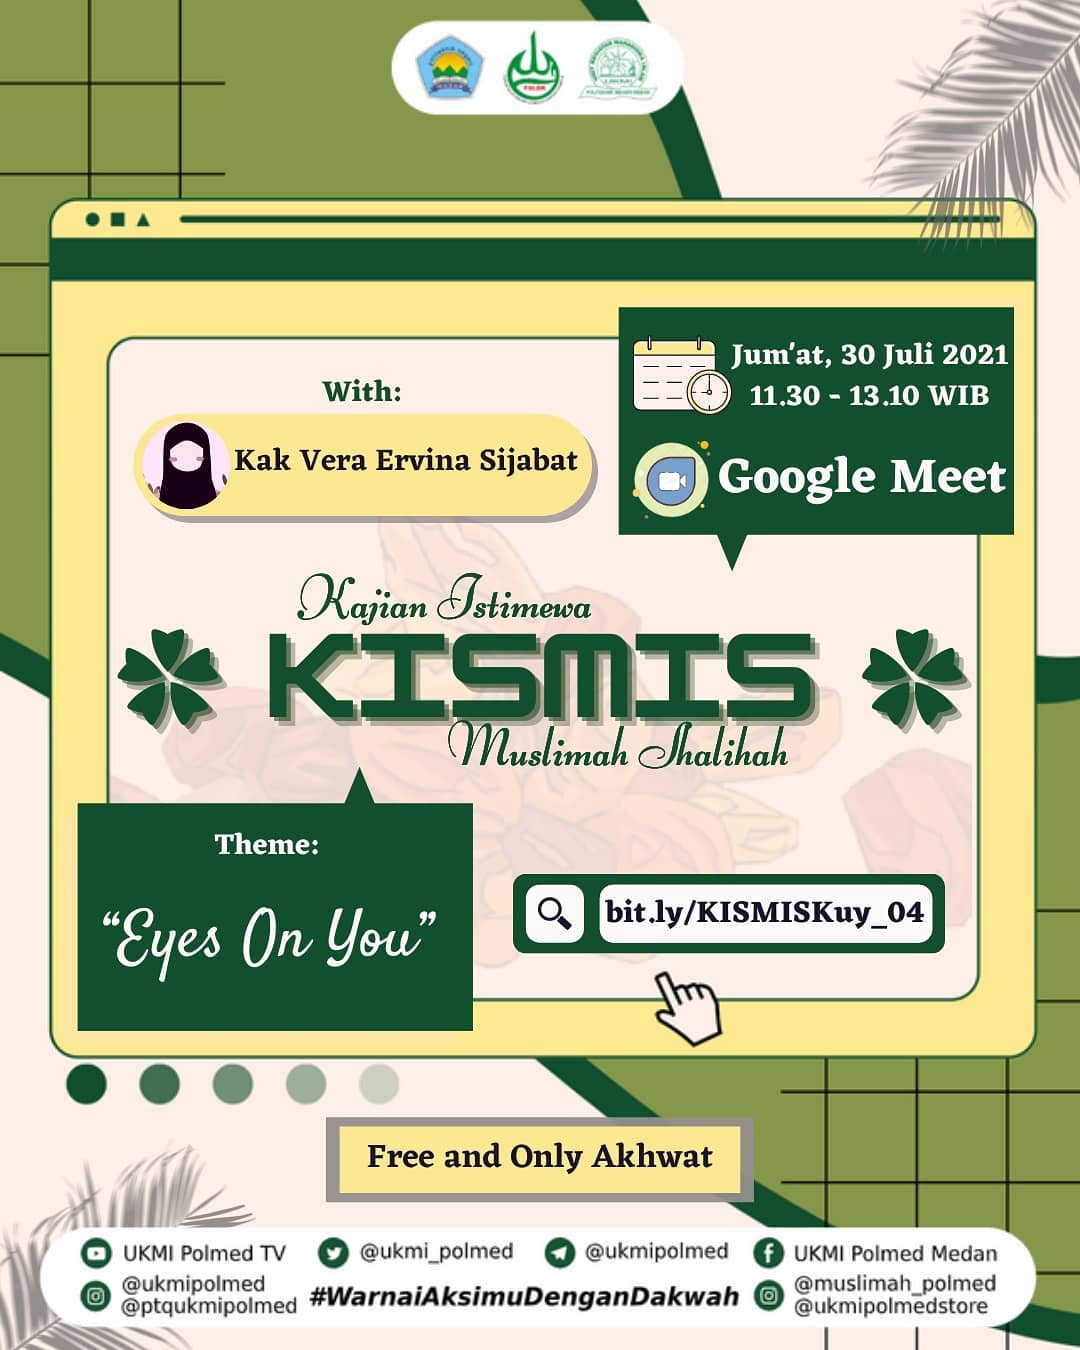 Jum'at, 30 Juli 2021
11.30 - 13.10 WIB
Google Meet
With:
Kak Vera Ervina Sijabat
Kajian Istimewa
KISMIS
Muslimah Shalihah
Theme:
“Eyes On You”
bit.ly/KISMISKuy_04
Free and Only Akhwat
UKMI Polmed TV
@ukmi_polmed
@ukmipolmed
UKMI Polmed Medan
@ukmipolmed
@ptqukmipolmed
#WarnaiAksimuDenganDakwah
@muslimah_polmed
@ukmipolmedstore